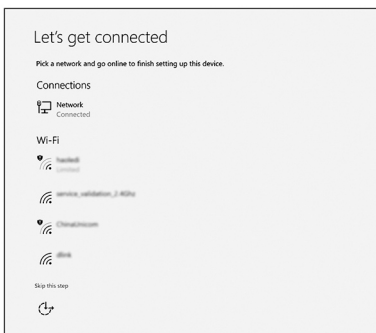 Let's get connected
Pick a network and go online to finish setting up this device.
Connections
Network
Connected
Wi-Fi
Limited
service_validation_2.4Ghz
ChinaUnicom
dlink
Skip this step